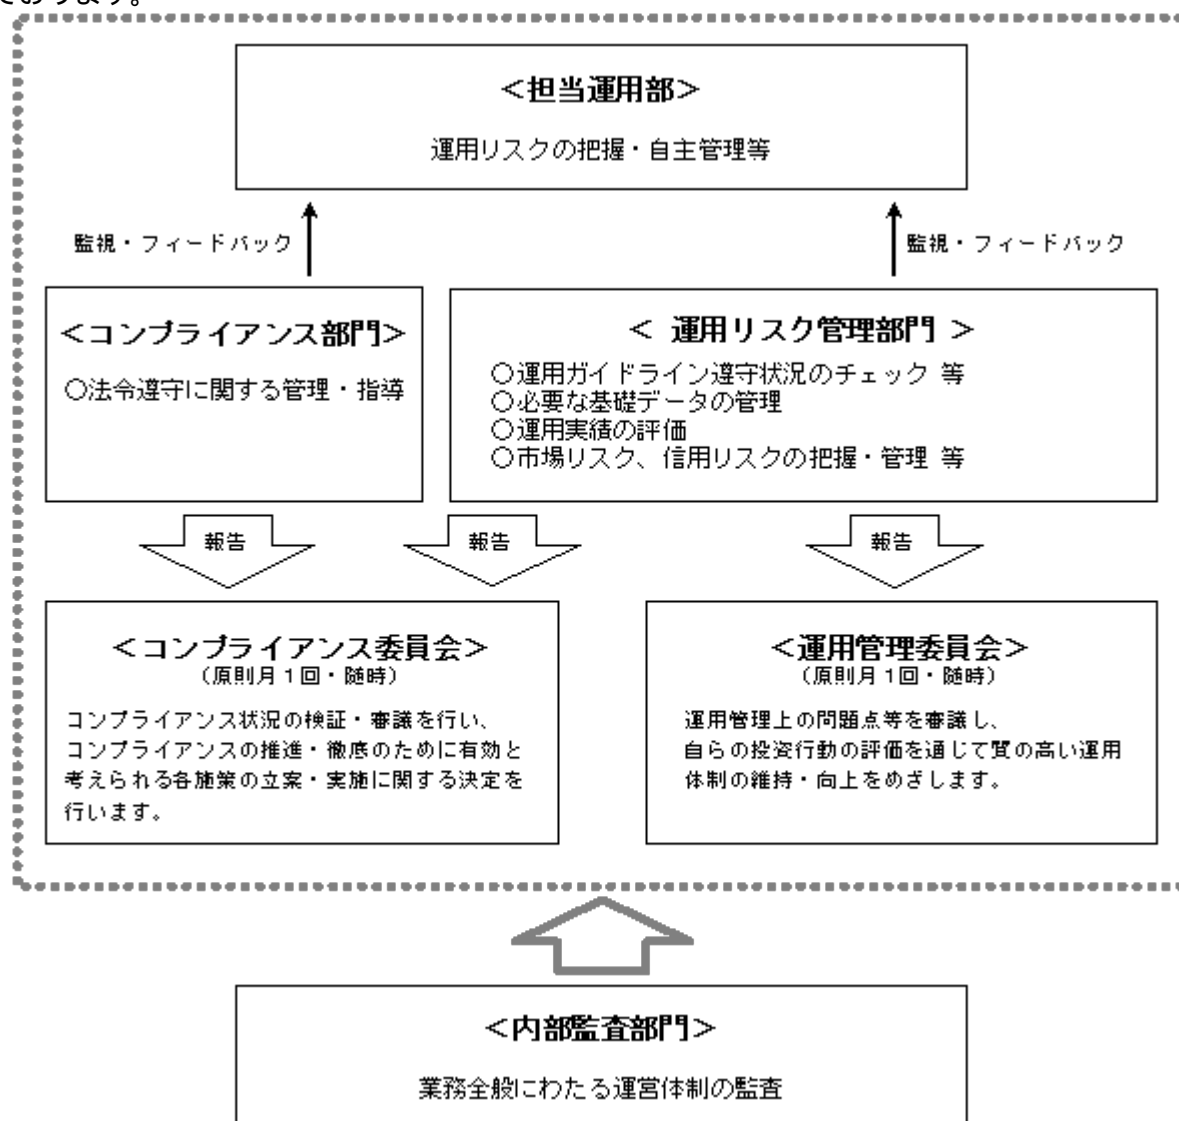 ております。
＜担当運用部＞
運用リスクの把握・自主管理等
監視・フィードバック
監視・フィードバック
＜コンプライアンス部門＞
○法令遵守に関する管理・指導
＜ 運用リスク管理部門 ＞
○運用ガイドライン遵守状況のチェック 等
○必要な基礎データの管理
○運用実績の評価
○市場リスク、信用リスクの把握・管理 等
報告
報告
報告
＜コンプライアンス委員会＞
（原則月１回・随時）
コンプライアンス状況の検証・審議を行い、
コンプライアンスの推進・徹底のために有効と
考えられる各施策の立案・実施に関する決定を
行います。
＜運用管理委員会＞
（原則月１回・随時）
運用管理上の問題点等を審議し、
自らの投資行動の評価を通じて質の高い運用
体制の維持・向上をめざします。
＜内部監査部門＞
業務全般にわたる運営体制の監査